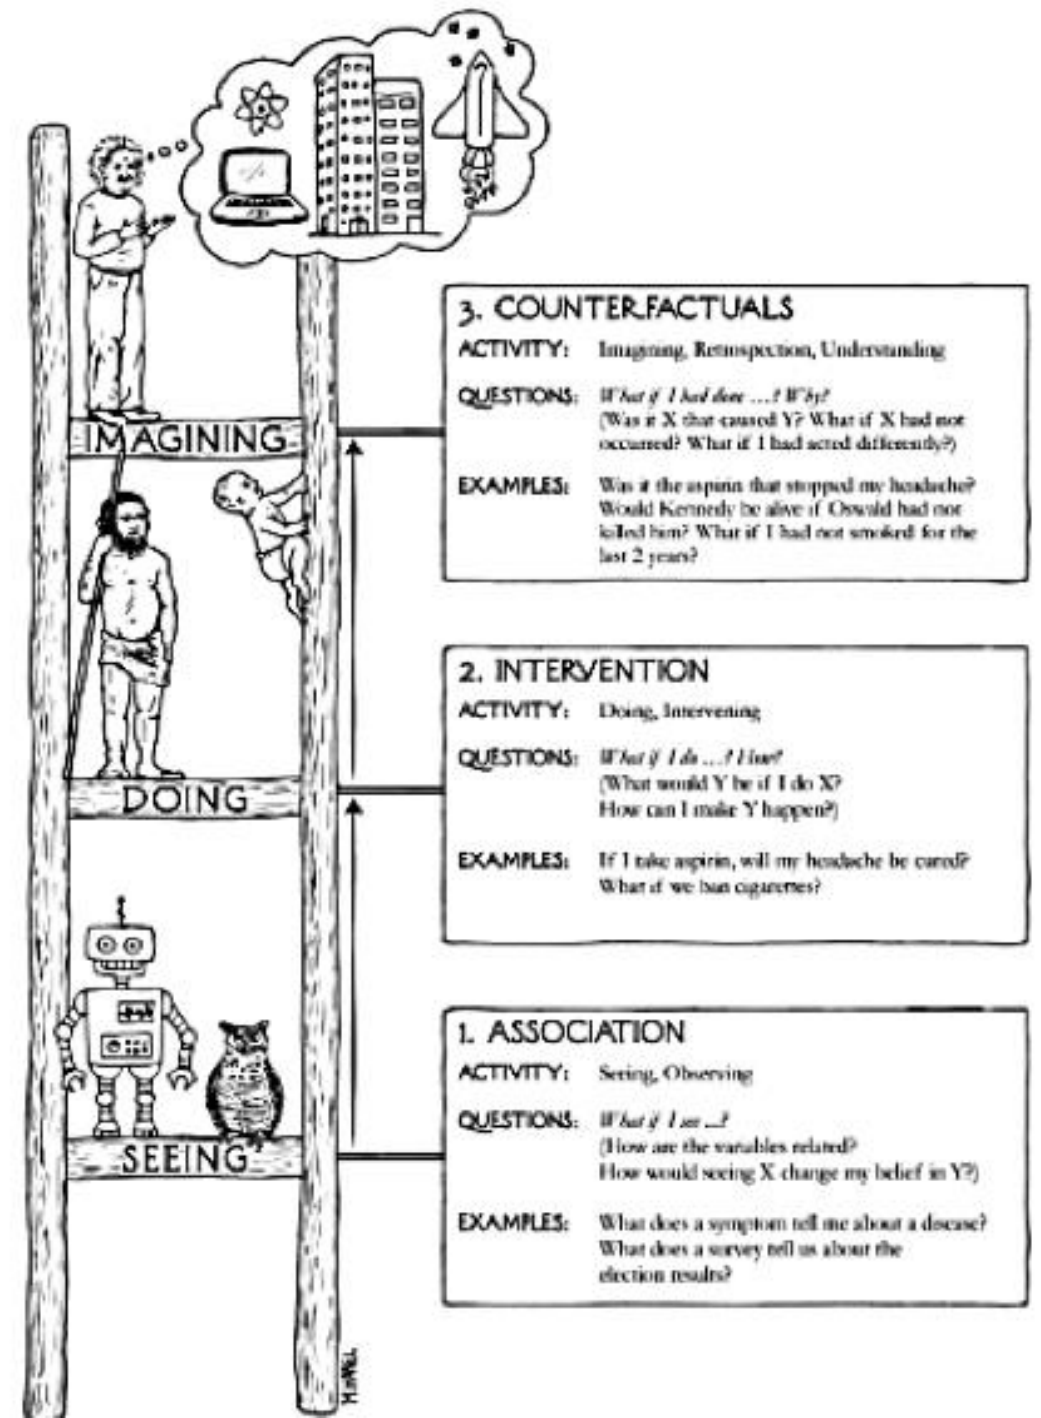 3. COUNTERFACTUALS
ACTIVITY: Imagining, Retrospection, Understanding
QUESTIONS: What if I had done ...? Why?
(Was it X that caused Y? What if X had not
occurred? What if I had acted differently?)
EXAMPLES: Was it the aspirin that stopped my headache?
Would Kennedy be alive if Oswald had not
killed him? What if I had not smoked for the
last 2 years?
IMAGINING
2. INTERVENTION
ACTIVITY: Doing, Intervening
QUESTIONS: What if I do ...? How?
(What would Y be if I do X?
How can I make Y happen?)
EXAMPLES: If I take aspirin, will my headache be cured?
What if we ban cigarettes?
DOING
1. ASSOCIATION
ACTIVITY: Seeing, Observing
QUESTIONS: What if I see ...?
(How are the variables related?
How would seeing X change my belief in Y?)
EXAMPLES: What does a symptom tell me about a disease?
What does a survey tell us about the
election results?
SEEING